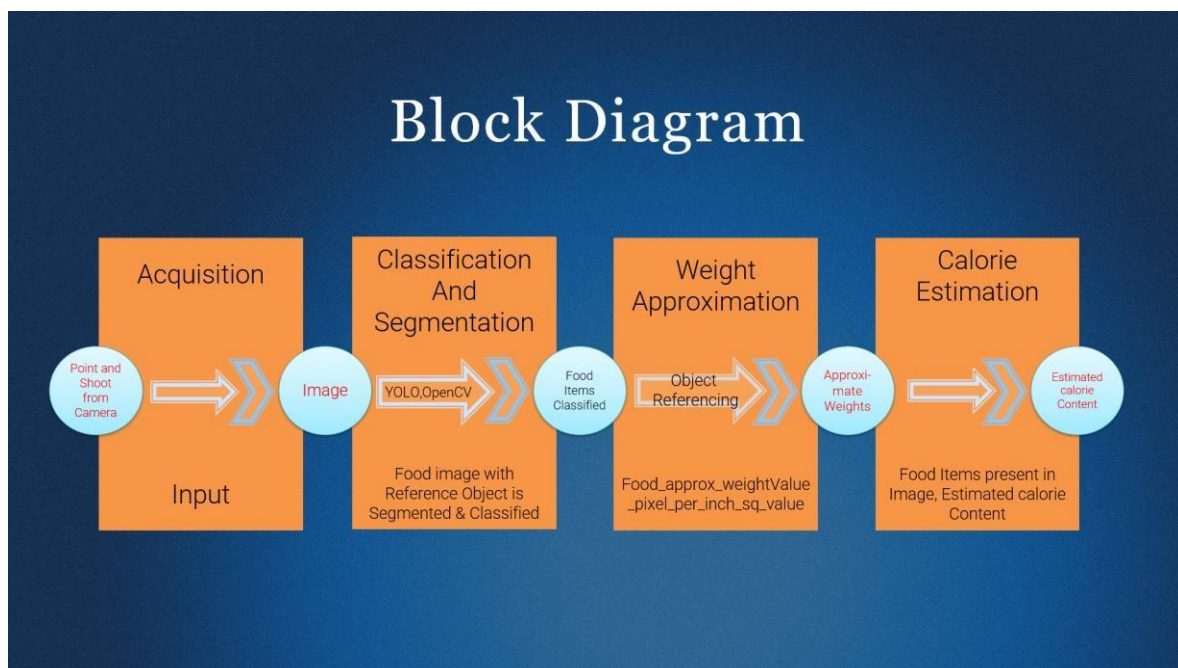 Block Diagram
Acquisition
Point and
Shoot
from
Camera
Input
Image
Classification
And
Segmentation
YOLO,OpenCV
Food image with
Reference Object is
Segmented & Classified
Food
Items
Classified
Weight
Approximation
Object
Referencing
Food_approx_weightValue
_pixel_per_inch_sq_value
Approxi-
mate
Weights
Calorie
Estimation
Food Items present in
Image, Estimated calorie
Content
Estimated
calorie
Content